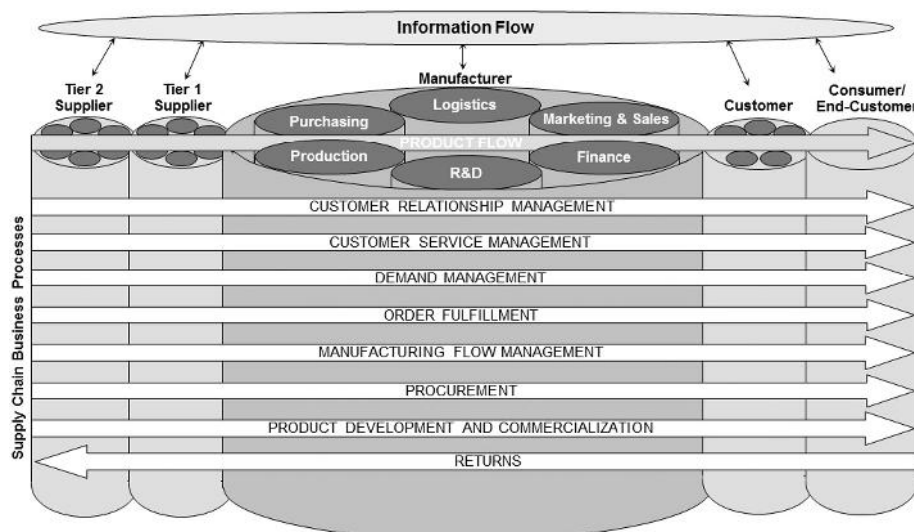 Information Flow
Tier 2
Supplier
Tier 1
Supplier
Manufacturer
Customer
Consumer/
End-Customer
Logistics
Purchasing
Marketing & Sales
PRODUCT FLOW
Production
R&D
Finance
Supply Chain Business Processes
CUSTOMER RELATIONSHIP MANAGEMENT
CUSTOMER SERVICE MANAGEMENT
DEMAND MANAGEMENT
ORDER FULFILLMENT
MANUFACTURING FLOW MANAGEMENT
PROCUREMENT
PRODUCT DEVELOPMENT AND COMMERCIALIZATION
RETURNS